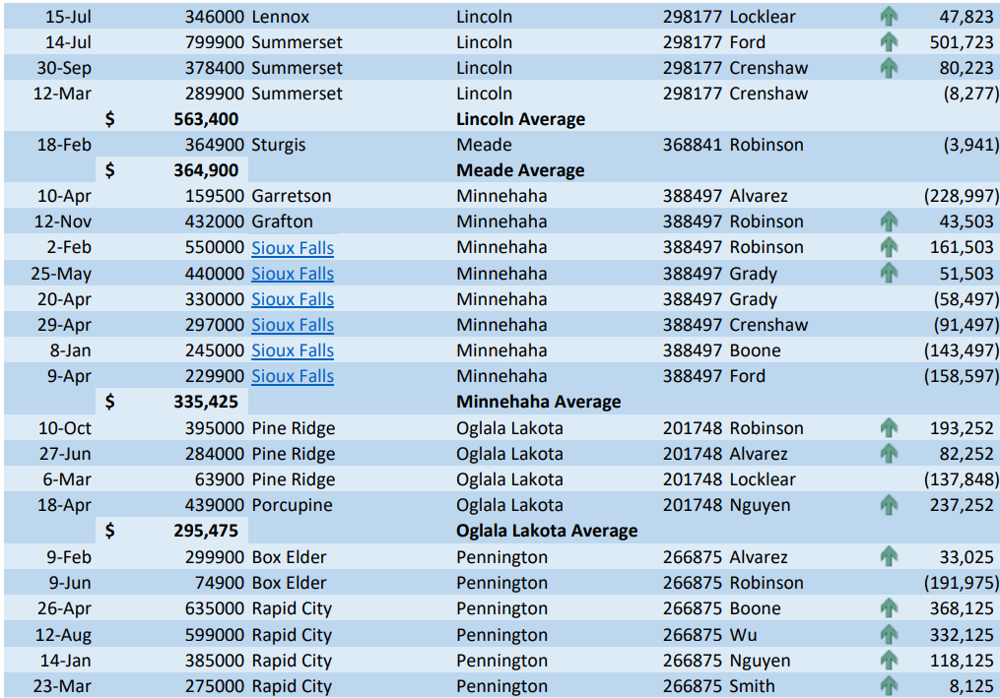 15-Jul 346000 Lennox Lincoln 298177 Locklear 47,823
14-Jul 799900 Summerset Lincoln 298177 Ford 501,723
30-Sep 378400 Summerset Lincoln 298177 Crenshaw 80,223
12-Mar 289900 Summerset Lincoln 298177 Crenshaw (8,277)
$ 563,400 Lincoln Average
18-Feb 364900 Sturgis Meade 368841 Robinson (3,941)
$ 364,900 Meade Average
10-Apr 159500 Garretson Minnehaha 388497 Alvarez (228,997)
12-Nov 432000 Grafton Minnehaha 388497 Robinson 43,503
2-Feb 550000 Sioux Falls Minnehaha 388497 Robinson 161,503
25-May 440000 Sioux Falls Minnehaha 388497 Grady 51,503
20-Apr 330000 Sioux Falls Minnehaha 388497 Grady (58,497)
29-Apr 297000 Sioux Falls Minnehaha 388497 Crenshaw (91,497)
8-Jan 245000 Sioux Falls Minnehaha 388497 Boone (143,497)
9-Apr 229900 Sioux Falls Minnehaha 388497 Ford (158,597)
$ 335,425 Minnehaha Average
10-Oct 395000 Pine Ridge Oglala Lakota 201748 Robinson 193,252
27-Jun 284000 Pine Ridge Oglala Lakota 201748 Alvarez 82,252
6-Mar 63900 Pine Ridge Oglala Lakota 201748 Locklear (137,848)
18-Apr 439000 Porcupine Oglala Lakota 201748 Nguyen 237,252
$ 295,475 Oglala Lakota Average
9-Feb 299900 Box Elder Pennington 266875 Alvarez 33,025
9-Jun 74900 Box Elder Pennington 266875 Robinson (191,975)
26-Apr 635000 Rapid City Pennington 266875 Boone 368,125
12-Aug 599000 Rapid City Pennington 266875 Wu 332,125
14-Jan 385000 Rapid City Pennington 266875 Nguyen 118,125
23-Mar 275000 Rapid City Pennington 266875 Smith 8,125